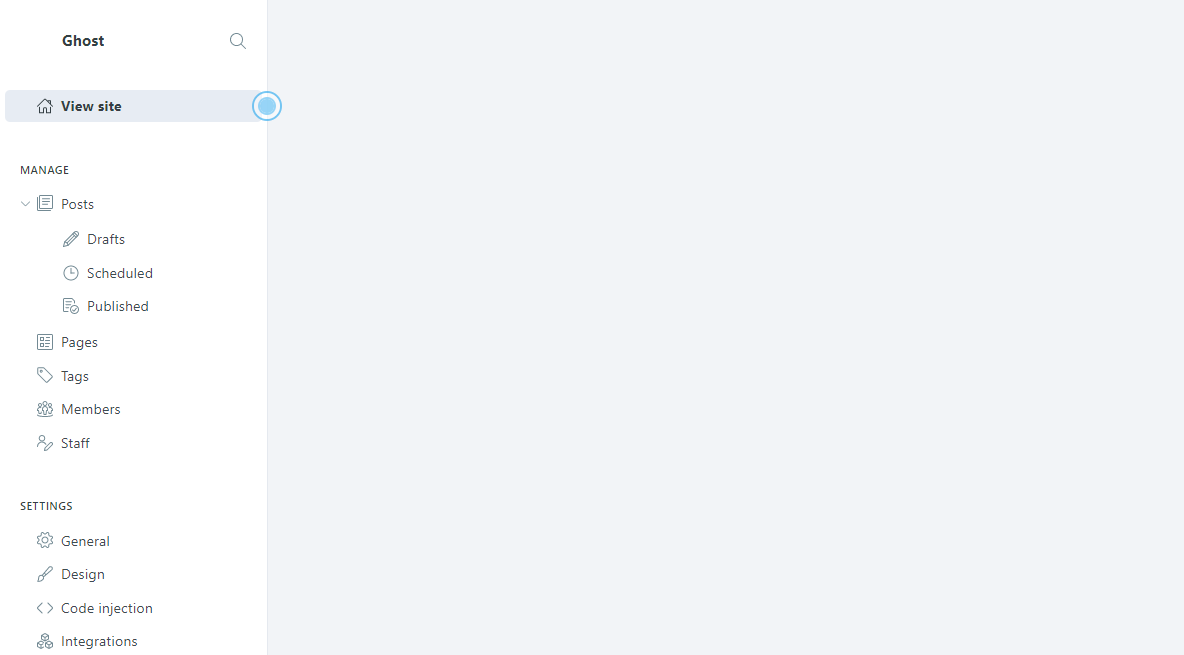 Ghost
View site
MANAGE
Posts
Drafts
Scheduled
Published
Pages
Tags
Members
Staff
SETTINGS
General
Design
Code injection
Integrations